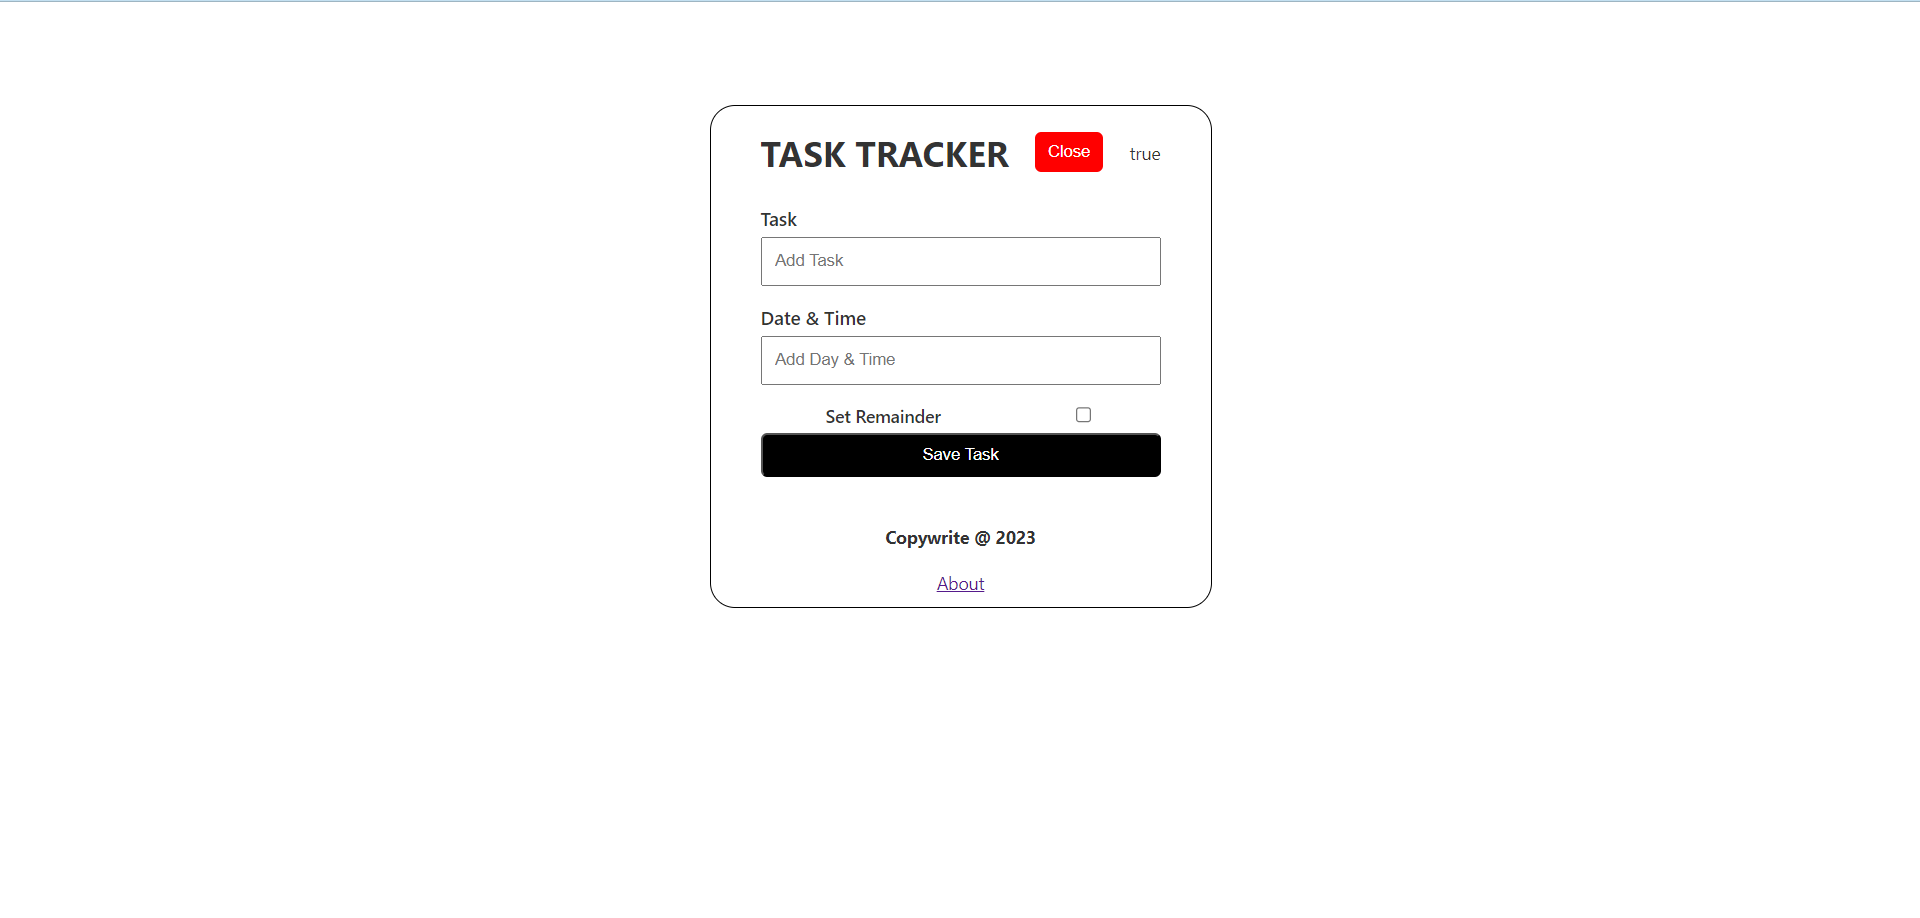 TASK TRACKER Close true
Task
Add Task
Date & Time
Add Day & Time
Set Remainder
Save Task
Copywrite @ 2023
About